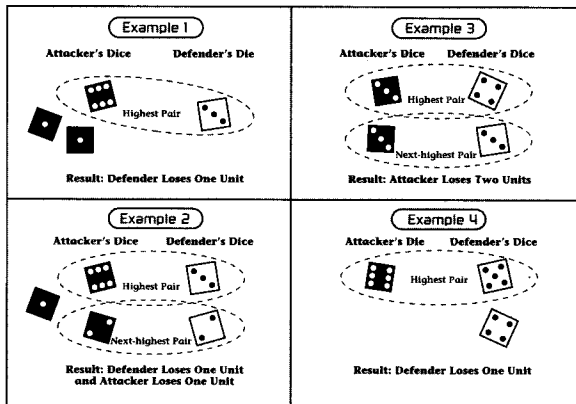 Example 1
Attacker's Dice Defender's Die
Highest Pair
Result: Defender Loses One Unit
Example 3
Attacker's Dice Defender's Dice
Highest Pair
Next-highest Pair
Result: Attacker Loses Two Units
Example 2
Attacker's Dice Defender's Dice
Highest Pair
Next-highest Pair
Result: Defender Loses One Unit
and Attacker Loses One Unit
Example 4
Attacker's Die Defender's Dice
Highest Pair
Result: Defender Loses One Unit